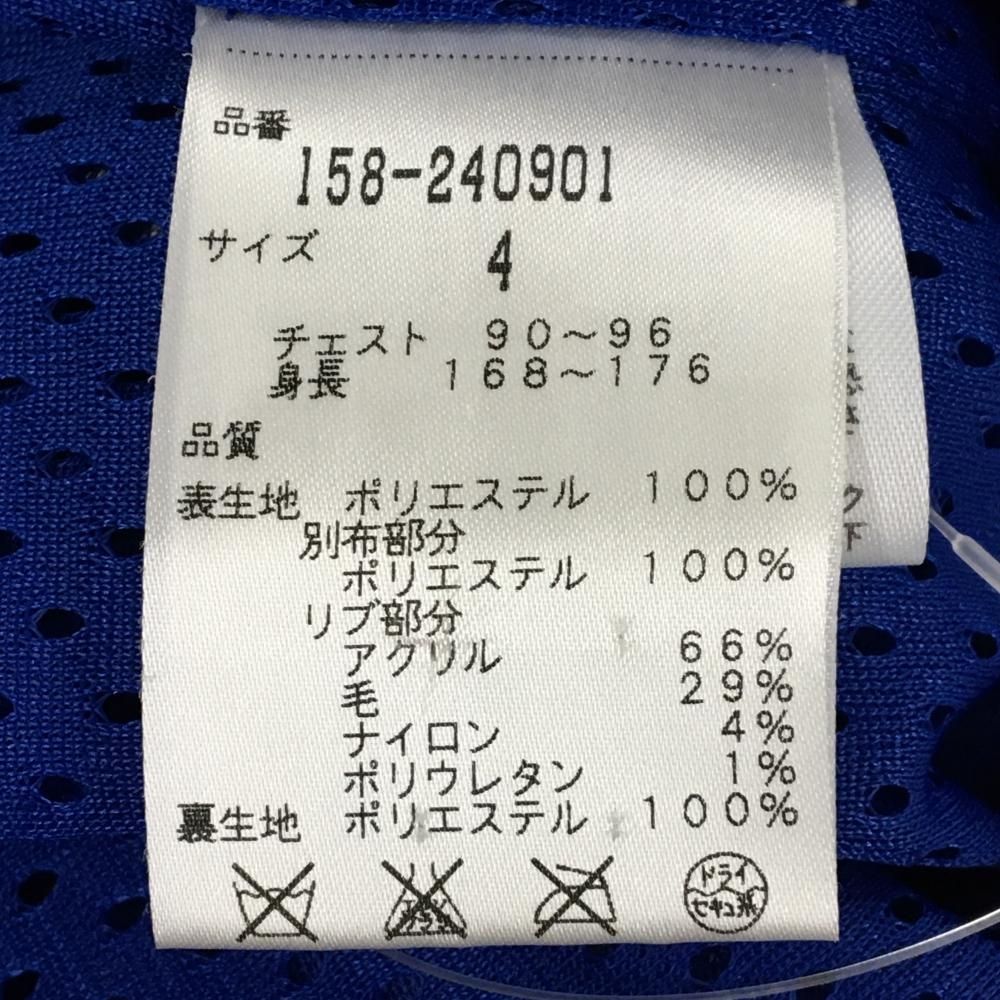 品番
158-240901
サイズ 4
チェスト 90～96
身長 168～176
品質
表生地 ポリエステル 100%
別布部分
ポリエステル 100%
リブ部分
アクリル 66%
毛 29%
ナイロン 4%
ポリウレタン 1%
裏生地 ポリエステル 100%
ドライ
セキユ系
ク
下